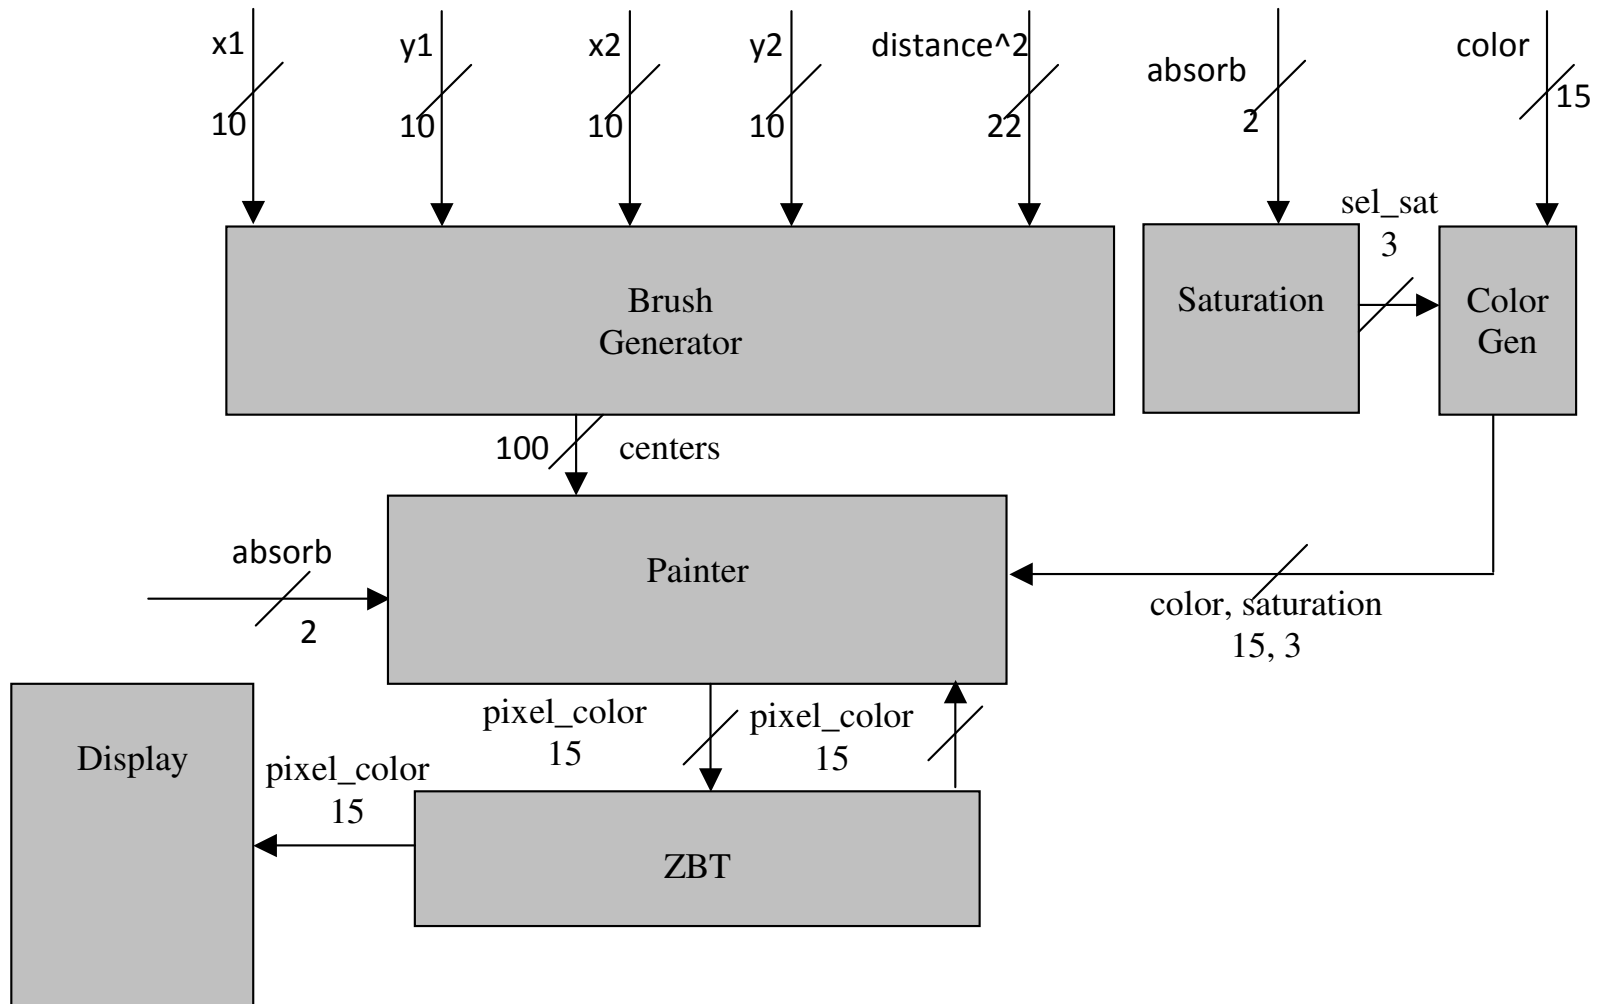 x1
y1
x2
y2
distance^2
absorb
color
10
10
10
10
22
2
15
sel_sat
3
Brush
Generator
Saturation
Color
Gen
100
centers
absorb
2
Painter
color, saturation
15, 3
pixel_color
15
pixel_color
15
Display
pixel_color
15
ZBT